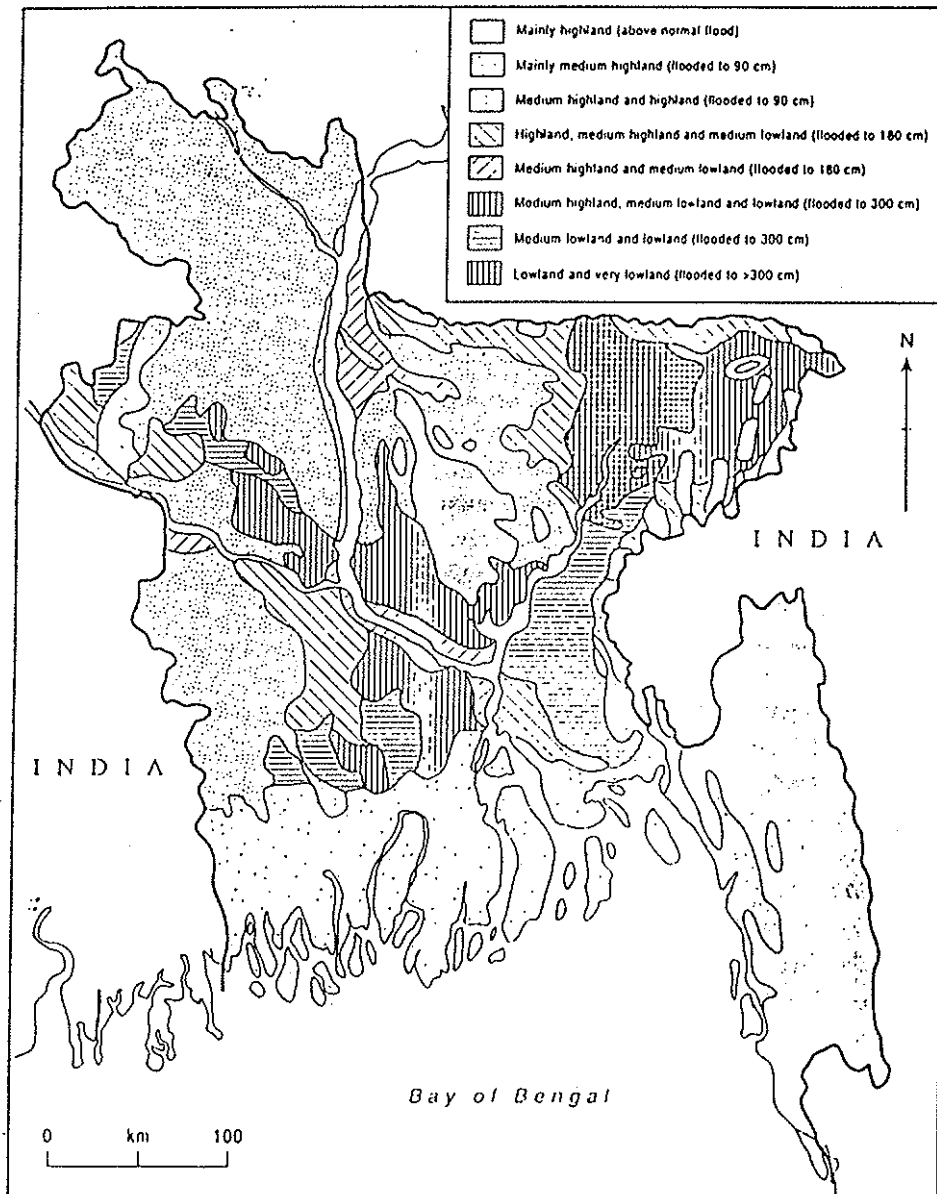 Mainly highland (above normal flood)
Mainly medium highland (flooded to 90 cm)
Medium highland and highland (flooded to 90 cm)
Highland, medium highland and medium lowland (flooded to 180 cm)
Medium highland and medium lowland (flooded to 180 cm)
Medium highland, medium lowland and lowland (flooded to 300 cm)
Medium lowland and lowland (flooded to 300 cm)
Lowland and very lowland (flooded to >300 cm)
N
INDIA
INDIA
Bay of Bengal
0 km 100